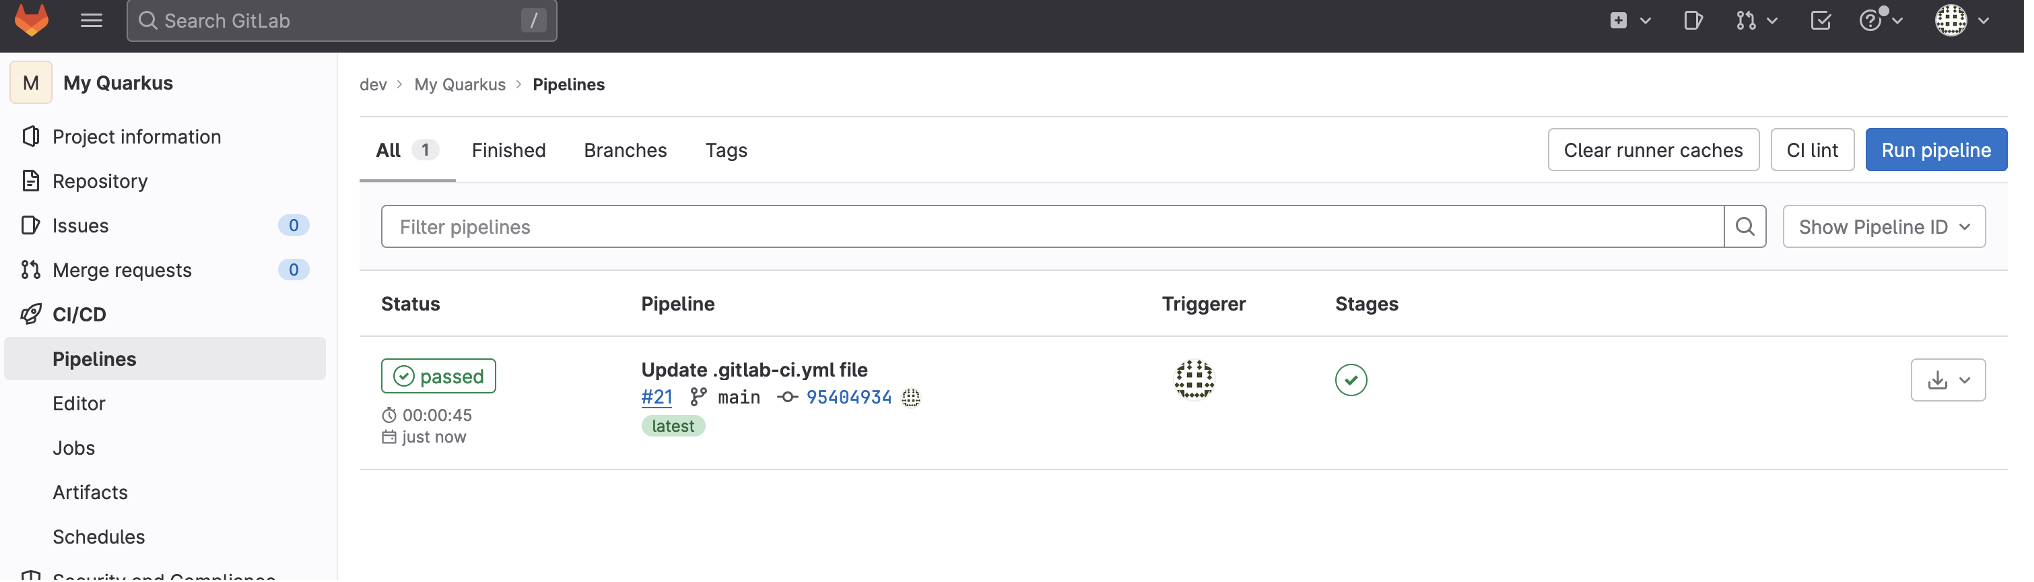 Search GitLab /
M My Quarkus
Project information
Repository
Issues 0
Merge requests 0
CI/CD
Pipelines
Editor
Jobs
Artifacts
Schedules
Security and Compliance
dev > My Quarkus > Pipelines
All 1 Finished Branches Tags
Clear runner caches CI lint Run pipeline
Filter pipelines Show Pipeline ID
Status Pipeline Triggerer Stages
passed
00:00:45
just now
Update .gitlab-ci.yml file
#21 main 95404934
latest